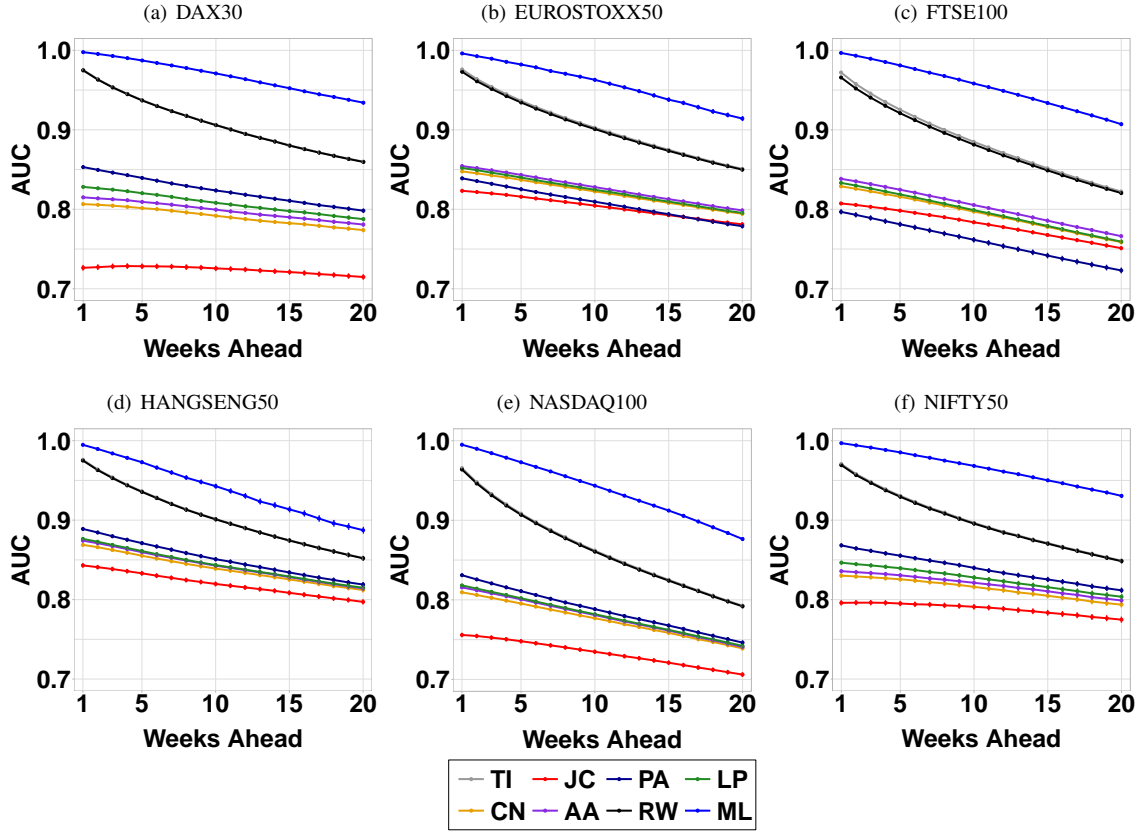 (a) DAX30
(b) EUROSTOXX50
(c) FTSE100
1.0
0.9
0.8
0.7
AUC
1 5 10 15 20
Weeks Ahead
1.0
0.9
0.8
0.7
AUC
1 5 10 15 20
Weeks Ahead
1.0
0.9
0.8
0.7
AUC
1 5 10 15 20
Weeks Ahead
(d) HANGSENG50
(e) NASDAQ100
(f) NIFTY50
1.0
0.9
0.8
0.7
AUC
1 5 10 15 20
Weeks Ahead
1.0
0.9
0.8
0.7
AUC
1 5 10 15 20
Weeks Ahead
1.0
0.9
0.8
0.7
AUC
1 5 10 15 20
Weeks Ahead
TI JC PA LP
CN AA RW ML